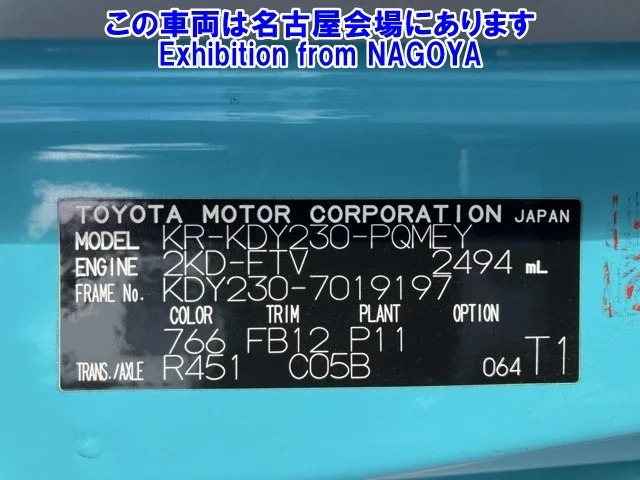 この車両は名古屋会場にあります
Exhibition from NAGOYA
TOYOTA MOTOR CORPORATION JAPAN
MODEL KR-KDY230-PQMEY
ENGINE 2KD-FTV 2494 mL
FRAME No. KDY230-7019197
COLOR TRIM PLANT OPTION
766 FB12 P11
TRANS./AXLE R451 C05B 064 T1